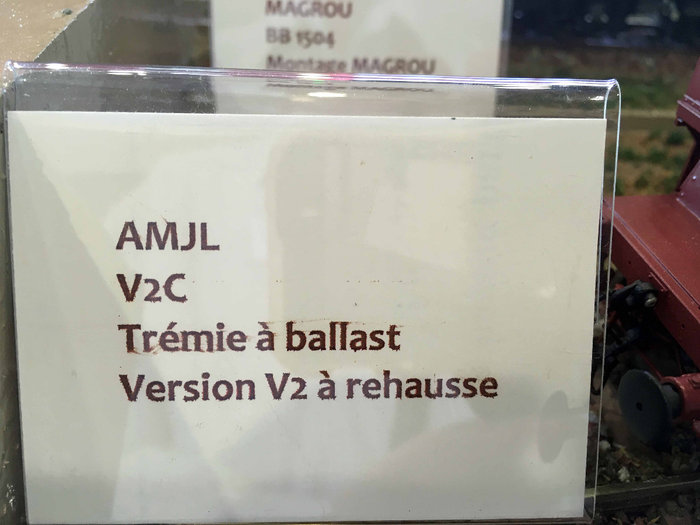 MAGROU
BB 1504
Montage MAGROU
AMJL
V2C
Trémie à ballast
Version V2 à rehausse